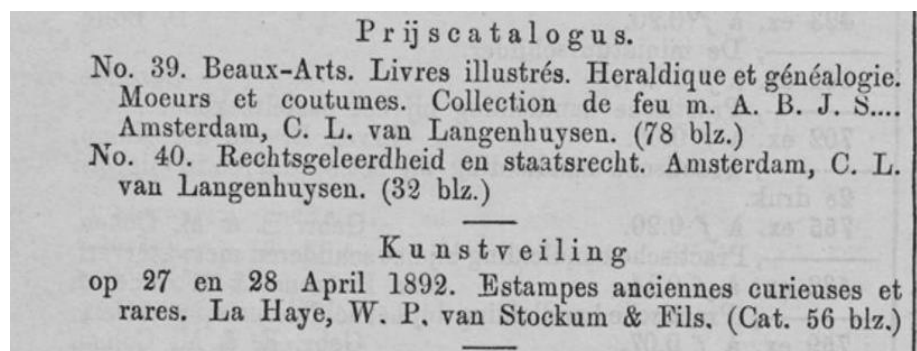 Prijscatalogus.
No. 39. Beaux-Arts. Livres illustrés. Heraldique et généalogie.
Moeurs et coutumes. Collection de feu m. A. B. J. S....
Amsterdam, C. L. van Langenhuysen. (78 blz.)
No. 40. Rechtsgeleerdheid en staatsrecht. Amsterdam, C. L.
van Langenhuysen. (32 blz.)
Kunstveiling
op 27 en 28 April 1892. Estampes anciennes curieuses et
rares. La Haye, W. P. van Stockum & Fils. (Cat. 56 blz.)